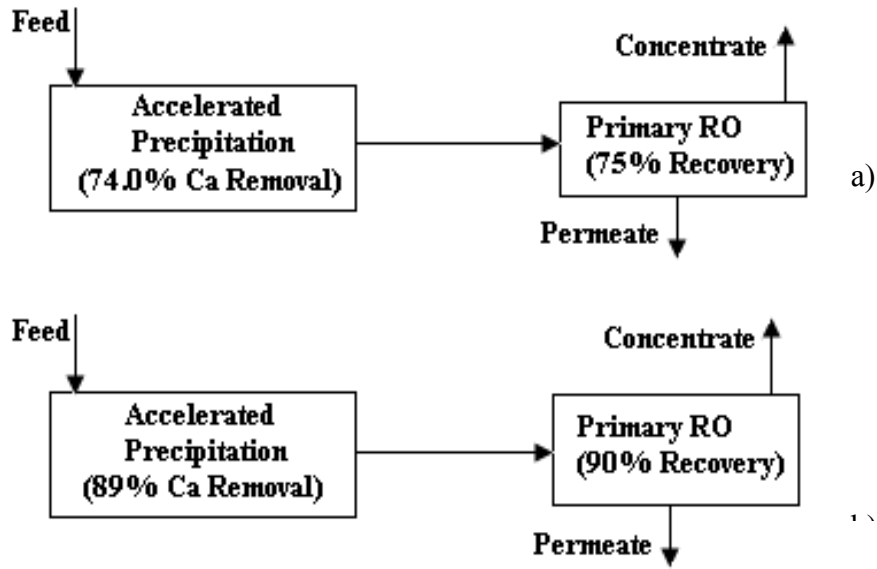 Feed
Concentrate
Accelerated
Precipitation
(74.0% Ca Removal)
Primary RO
(75% Recovery)
a)
Permeate
Feed
Concentrate
Accelerated
Precipitation
(89% Ca Removal)
Primary RO
(90% Recovery)
Permeate